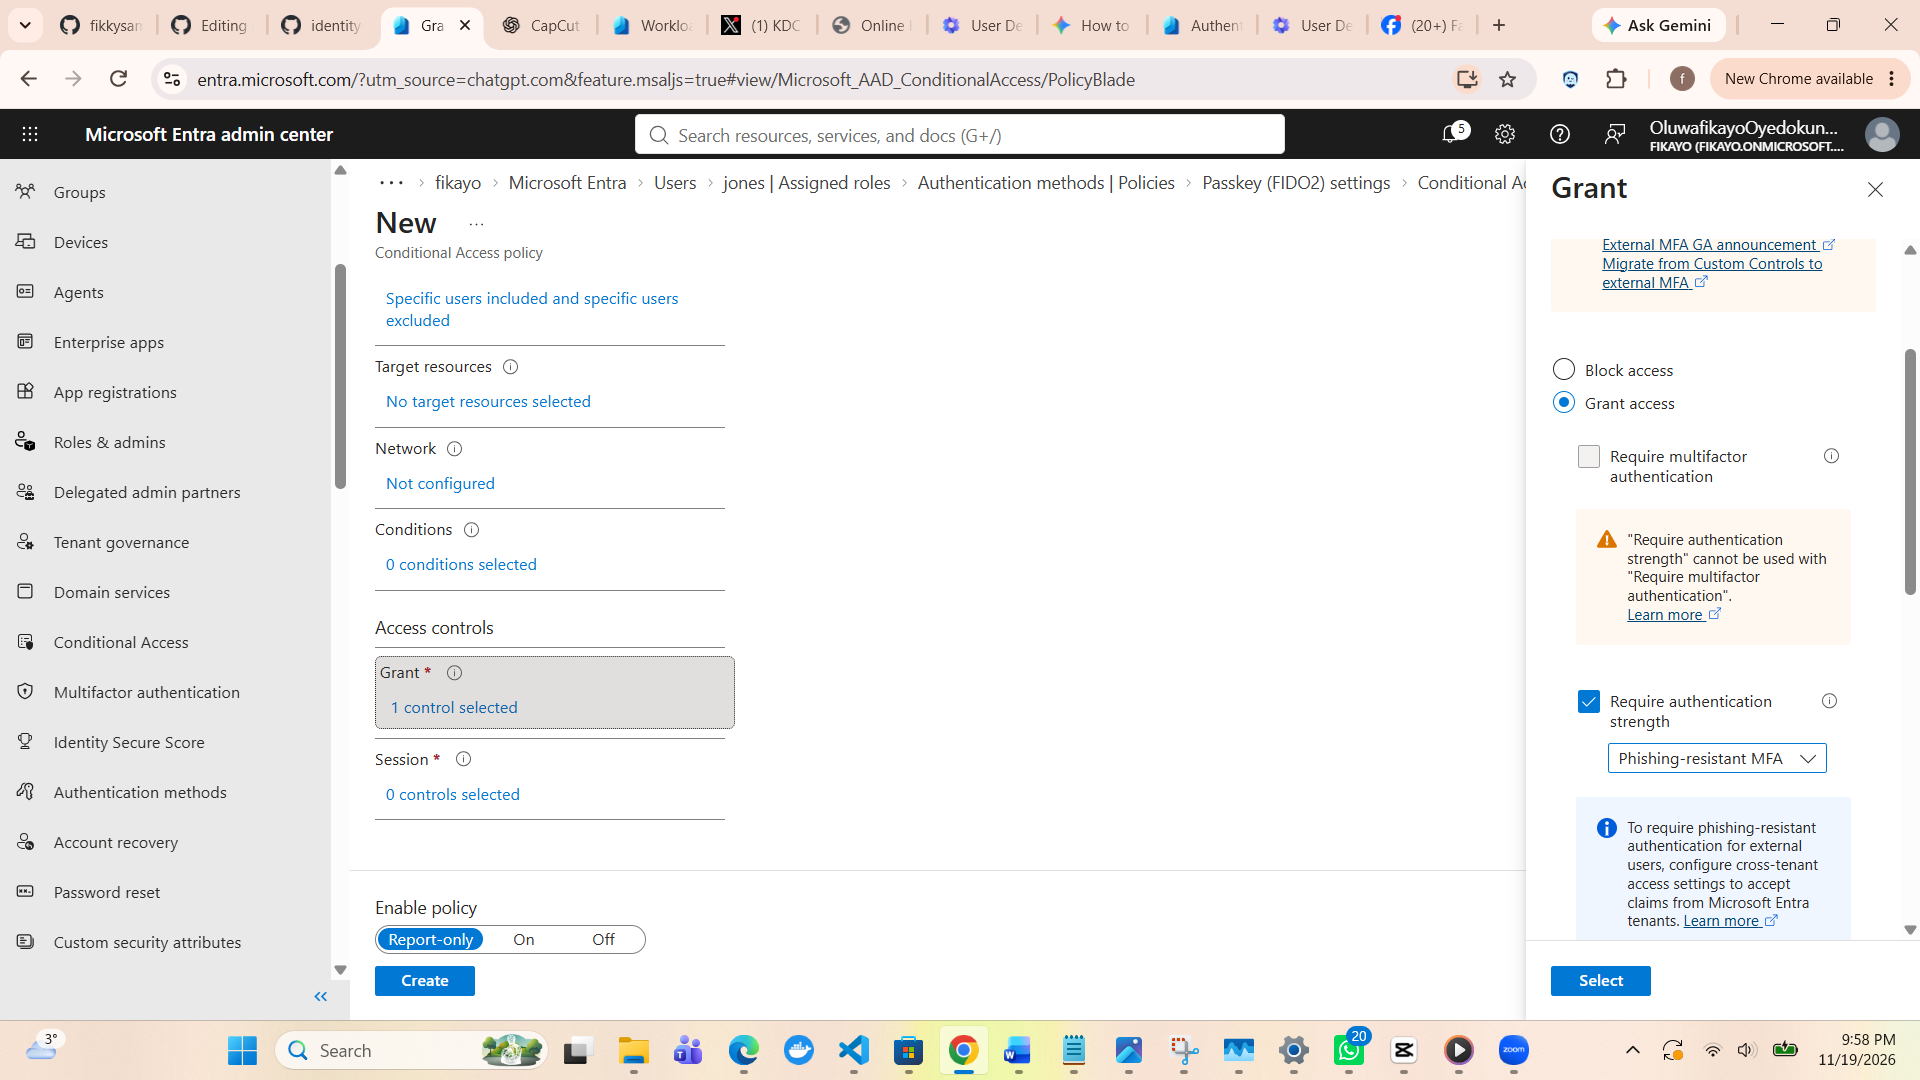 fikkysan
Editing
identity
Gra
CapCut
Worklo
(1) KDC
Online
User De
How to
Authent
User De
(20+) Fa
Ask Gemini
entra.microsoft.com/?utm_source=chatgpt.com&feature.msaljs=true#view/Microsoft_AAD_ConditionalAccess/PolicyBlade
f
New Chrome available
Microsoft Entra admin center
Search resources, services, and docs (G+/)
5
OluwafikayoOyedokun...
FIKAYO (FIKAYO.ONMICROSOFT....
Groups
Devices
Agents
Enterprise apps
App registrations
Roles & admins
Delegated admin partners
Tenant governance
Domain services
Conditional Access
Multifactor authentication
Identity Secure Score
Authentication methods
Account recovery
Password reset
Custom security attributes
... > fikayo > Microsoft Entra > Users > jones | Assigned roles > Authentication methods | Policies > Passkey (FIDO2) settings > Conditional Ac
New ...
Conditional Access policy
Specific users included and specific users
excluded
Target resources
No target resources selected
Network
Not configured
Conditions
0 conditions selected
Access controls
Grant *
1 control selected
Session *
0 controls selected
Enable policy
Report-only On Off
Create
Grant
External MFA GA announcement
Migrate from Custom Controls to
external MFA
Block access
Grant access
Require multifactor
authentication
"Require authentication
strength" cannot be used with
"Require multifactor
authentication".
Learn more
Require authentication
strength
Phishing-resistant MFA
To require phishing-resistant
authentication for external
users, configure cross-tenant
access settings to accept
claims from Microsoft Entra
tenants. Learn more
Select
3°
Search
20
zoom
9:58 PM
11/19/2026